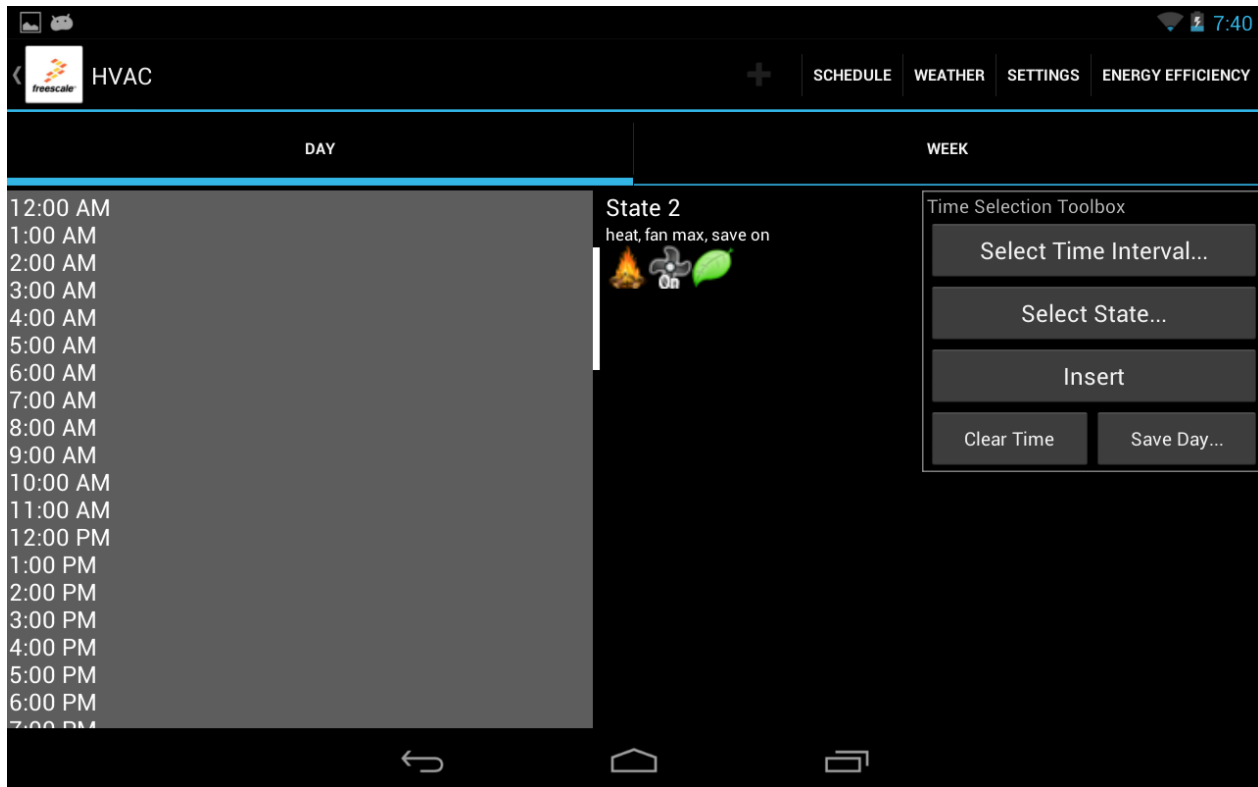 7:40
freescale
HVAC
SCHEDULE
WEATHER
SETTINGS
ENERGY EFFICIENCY
DAY
WEEK
12:00 AM
1:00 AM
2:00 AM
3:00 AM
4:00 AM
5:00 AM
6:00 AM
7:00 AM
8:00 AM
9:00 AM
10:00 AM
11:00 AM
12:00 PM
1:00 PM
2:00 PM
3:00 PM
4:00 PM
5:00 PM
6:00 PM
7:00 PM
State 2
heat, fan max, save on
On
Time Selection Toolbox
Select Time Interval...
Select State...
Insert
Clear Time
Save Day...